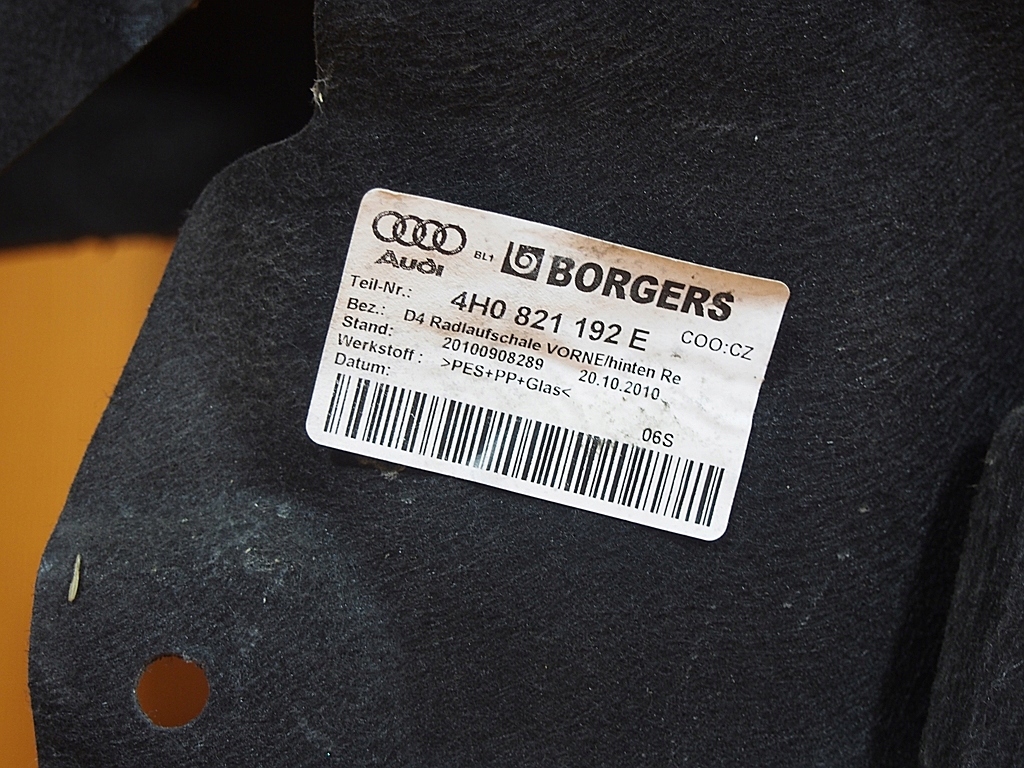 Audi BL1 BORGERS
Teil-Nr.: 4H0 821 192 E COO:CZ
Bez.: D4 Radlaufschale VORNE/hinten Re
Stand: 20100908289 20.10.2010
Werkstoff: >PES+PP+Glas<
Datum:
06S